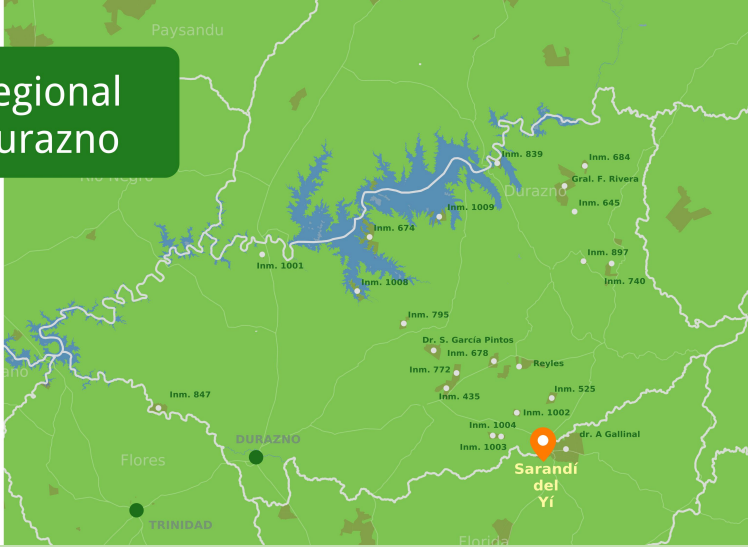 Paysandu
egional
urazno
Río Negro
Inm. 839
Inm. 684
Gral. F. Rivera
Durazno
Inm. 645
Inm. 1009
Inm. 674
Inm. 897
Inm. 1001
Inm. 740
Inm. 1008
Inm. 795
Dr. S. García Pintos
Inm. 678
Reyles
Inm. 772
Inm. 525
Inm. 435
Inm. 847
Inm. 1002
Inm. 1004
dr. A Gallinal
DURAZNO
Inm. 1003
Flores
Sarandí
del
Yí
TRINIDAD
Florida